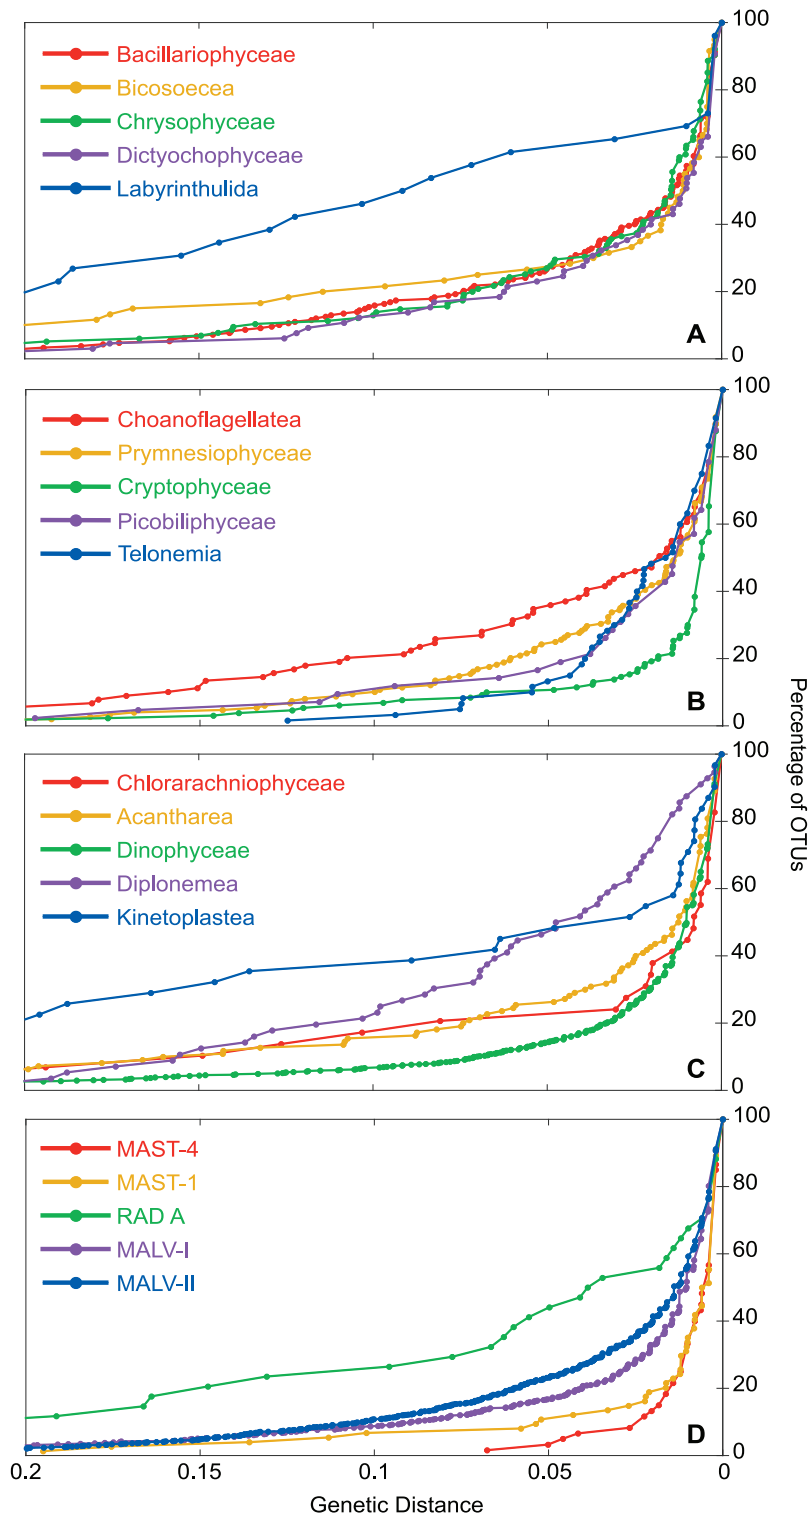 100
Bacillariophyceae
Bicosoecea
80
Chrysophyceae
Dictyochophyceae
60
Labyrinthulida
40
20
A
0
100
Choanoflagellatea
Prymnesiophyceae
80
Cryptophyceae
Picobiliphyceae
60
Telonemia
40
20
B
0
Percentage of OTUs
100
Chlorarachniophyceae
Acantharea
80
Dinophyceae
Diplonemea
60
Kinetoplastea
40
20
C
0
100
MAST-4
MAST-1
80
RAD A
MALV-I
60
MALV-II
40
20
D
0
0.2 0.15 0.1 0.05 0
Genetic Distance